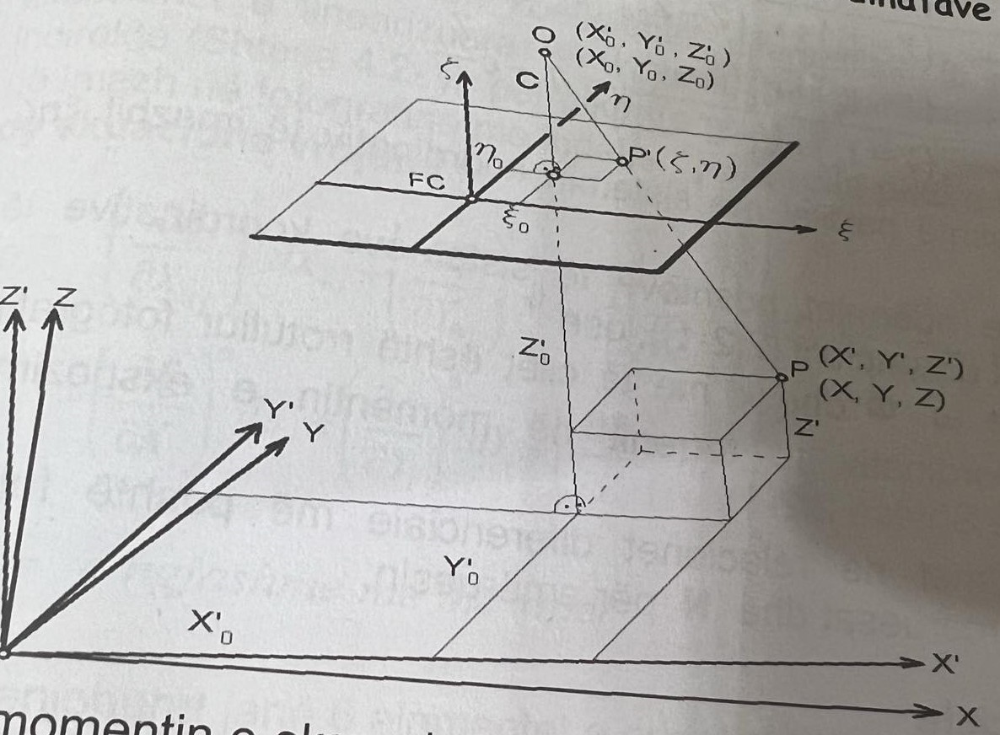 O (X'₀, Y'₀, Z'₀)
(X₀, Y₀, Z₀)
ζ
C
η
η₀
P'(ξ,η)
FC
ξ₀
ξ
Z' Z
Z'₀
P (X', Y', Z')
(X, Y, Z)
Z'
Y'
Y
Y'₀
X'₀
X'
X
momentin e